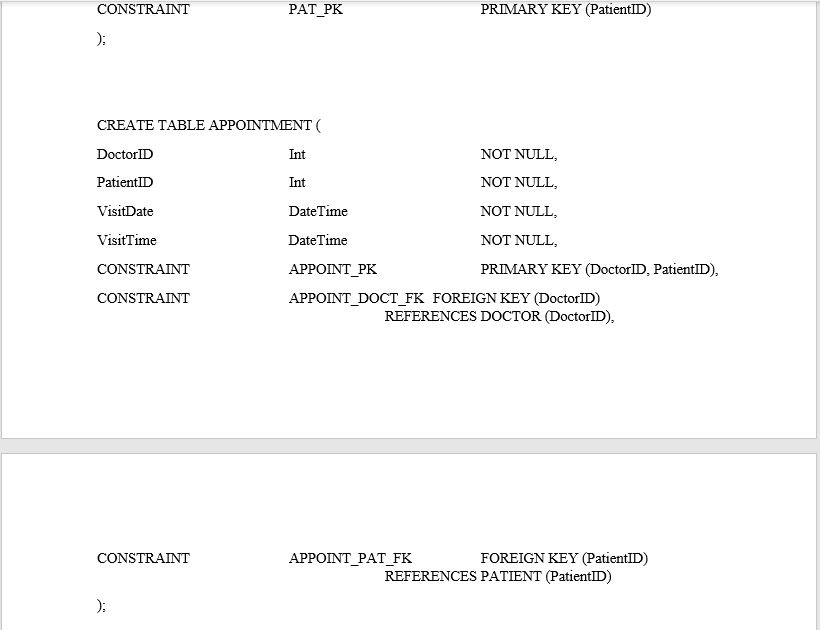 CONSTRAINT PAT_PK PRIMARY KEY (PatientID)
);
CREATE TABLE APPOINTMENT (
DoctorID Int NOT NULL,
PatientID Int NOT NULL,
VisitDate DateTime NOT NULL,
VisitTime DateTime NOT NULL,
CONSTRAINT APPOINT_PK PRIMARY KEY (DoctorID, PatientID),
CONSTRAINT APPOINT_DOCT_FK FOREIGN KEY (DoctorID)
REFERENCES DOCTOR (DoctorID),
CONSTRAINT APPOINT_PAT_FK FOREIGN KEY (PatientID)
REFERENCES PATIENT (PatientID)
);